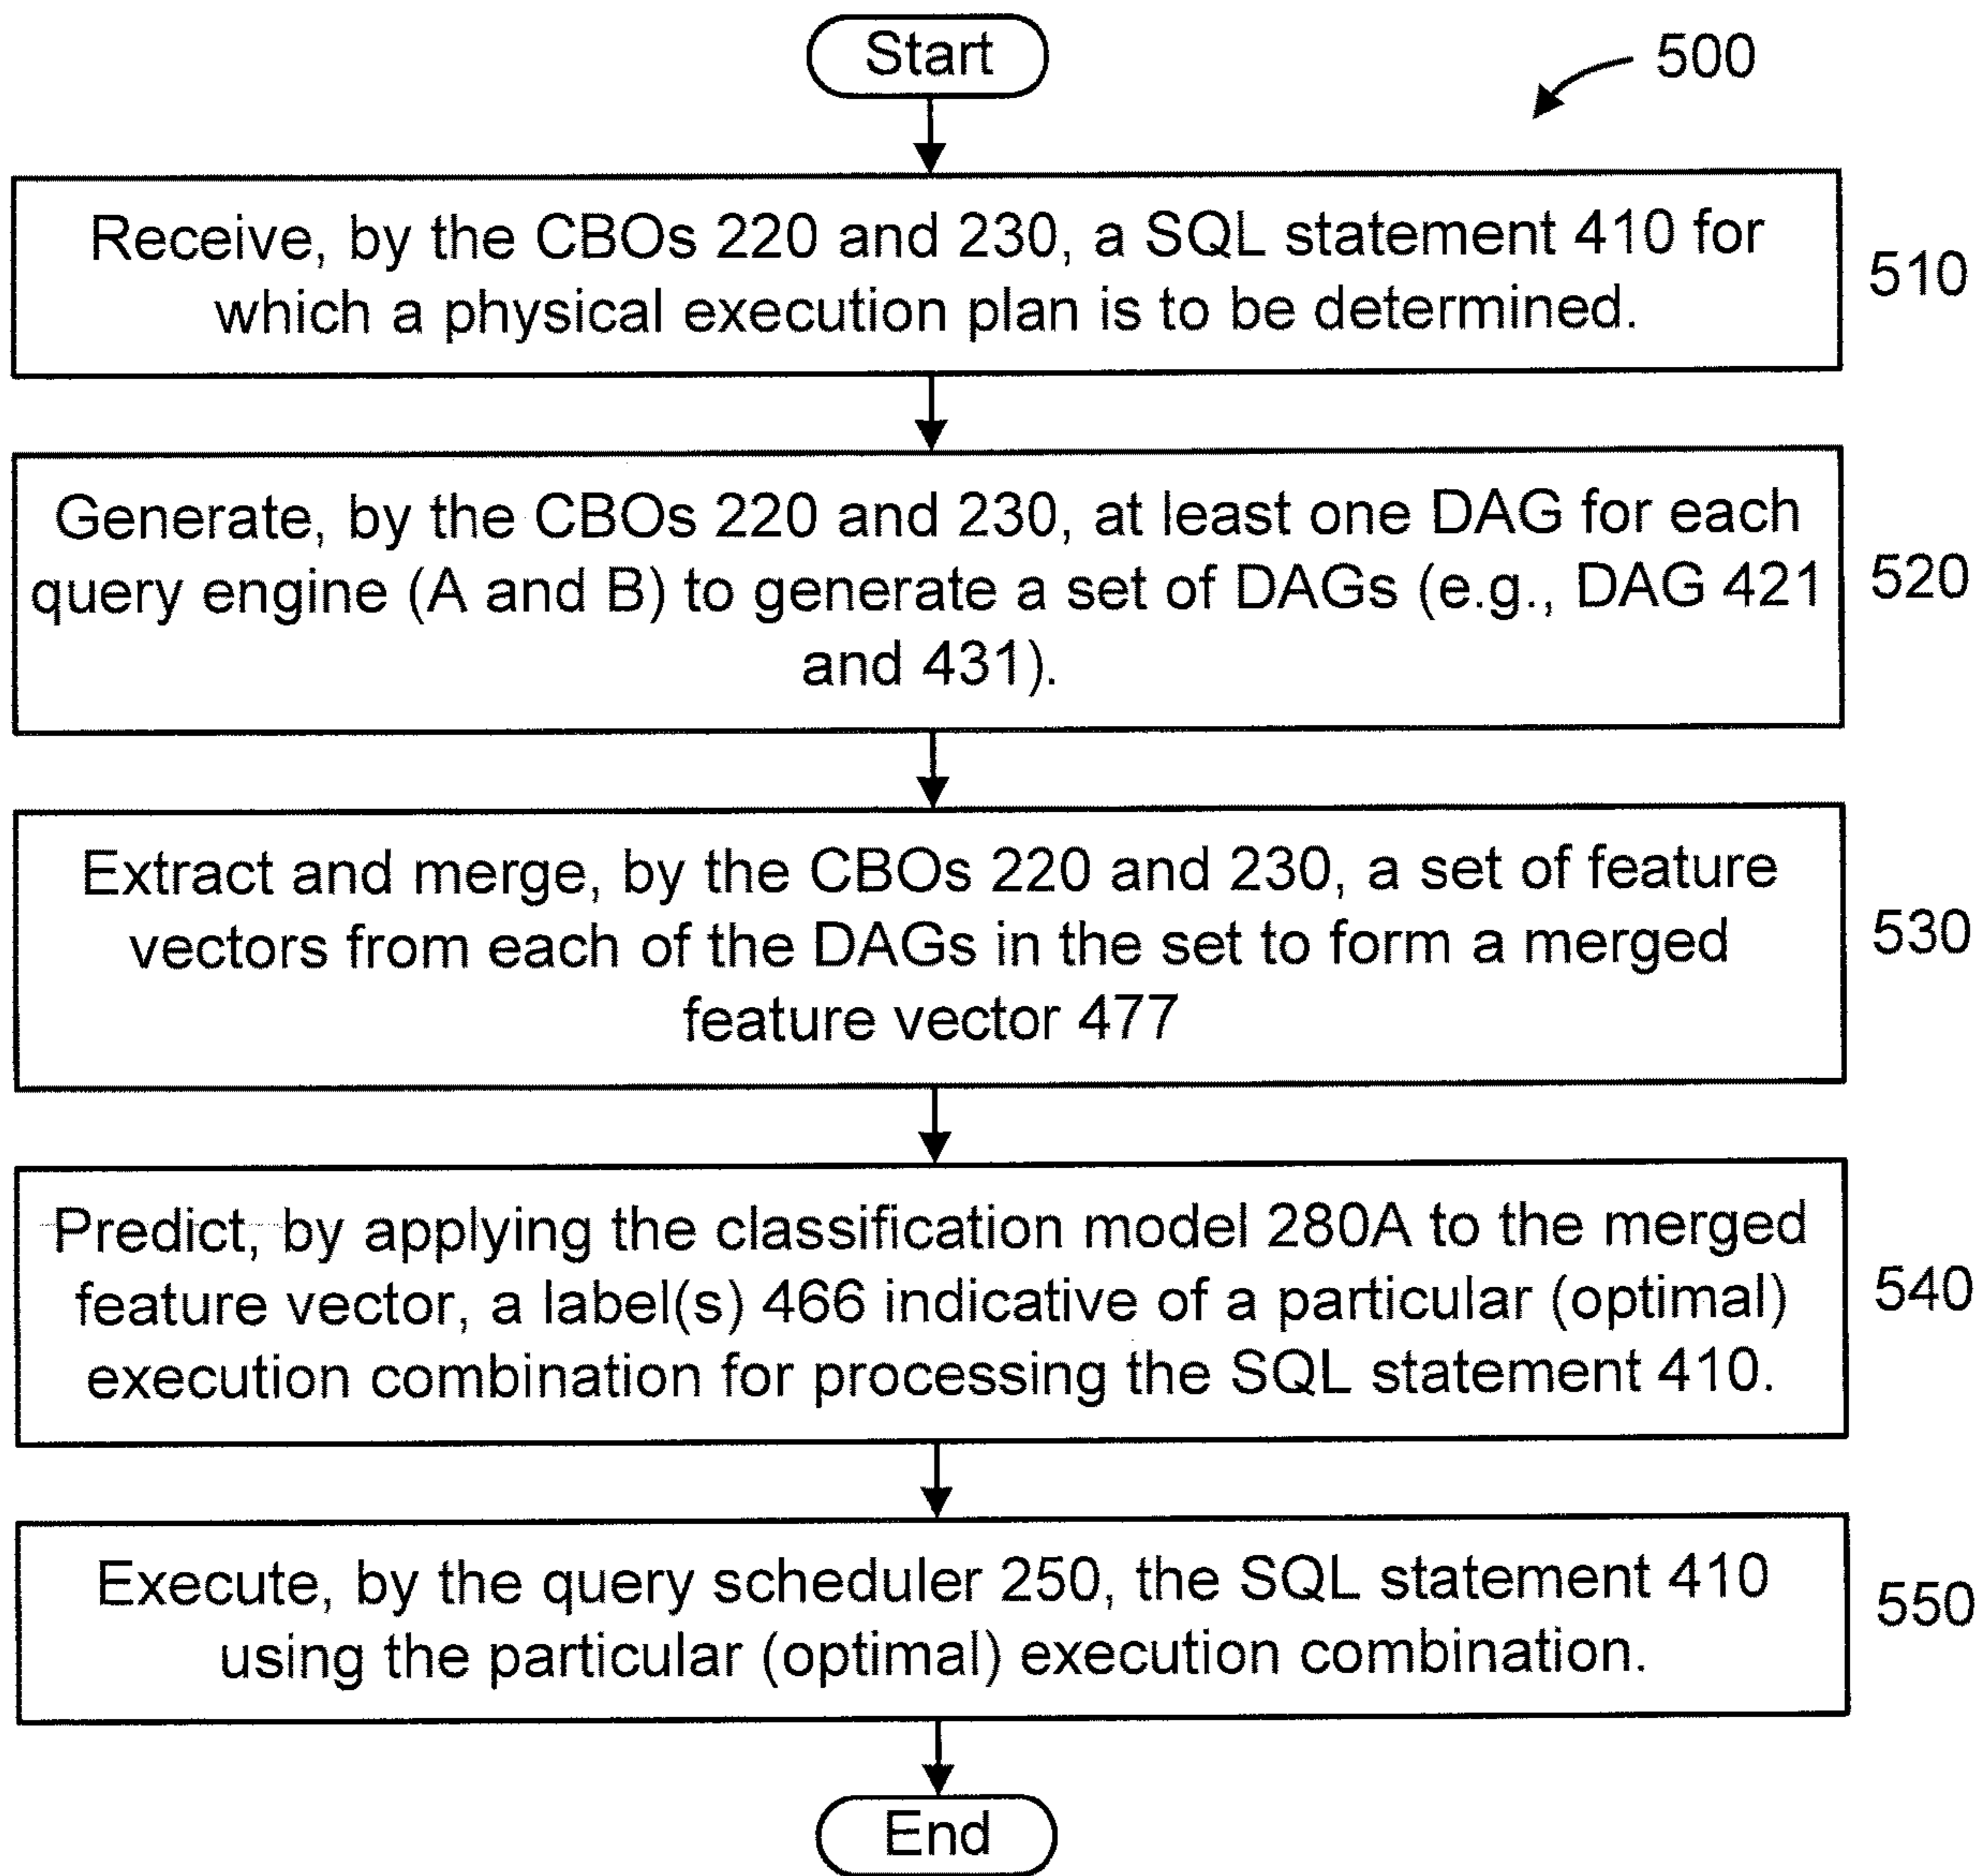 Start
500
Receive, by the CBOs 220 and 230, a SQL statement 410 for
which a physical execution plan is to be determined.
510
Generate, by the CBOs 220 and 230, at least one DAG for each
query engine (A and B) to generate a set of DAGs (e.g., DAG 421
and 431).
520
Extract and merge, by the CBOs 220 and 230, a set of feature
vectors from each of the DAGs in the set to form a merged
feature vector 477
530
Predict, by applying the classification model 280A to the merged
feature vector, a label(s) 466 indicative of a particular (optimal)
execution combination for processing the SQL statement 410.
540
Execute, by the query scheduler 250, the SQL statement 410
using the particular (optimal) execution combination.
550
End